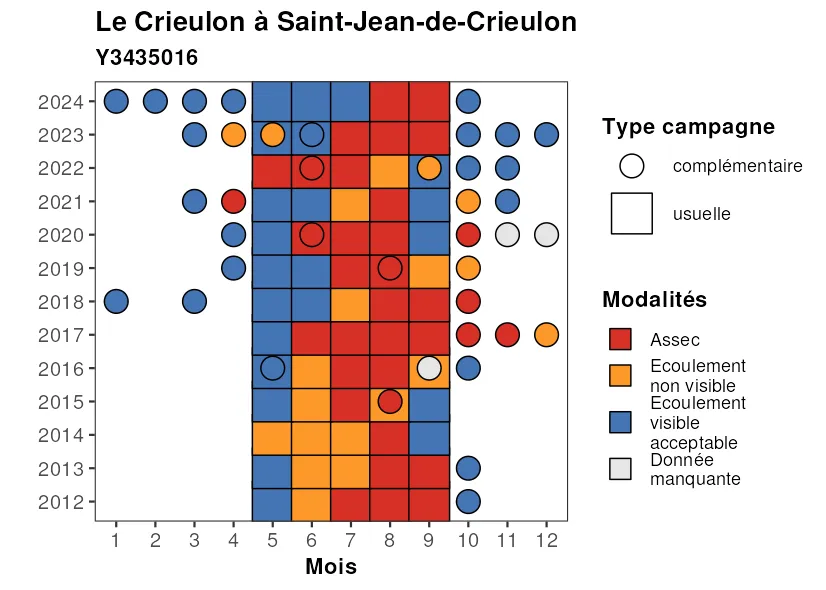 Le Crieulon à Saint-Jean-de-Crieulon
Y3435016
2024
2023
2022
2021
2020
2019
2018
2017
2016
2015
2014
2013
2012
1 2 3 4 5 6 7 8 9 10 11 12
Mois
Type campagne
complémentaire
usuelle
Modalités
Assec
Ecoulement
non visible
Ecoulement
visible
acceptable
Donnée
manquante